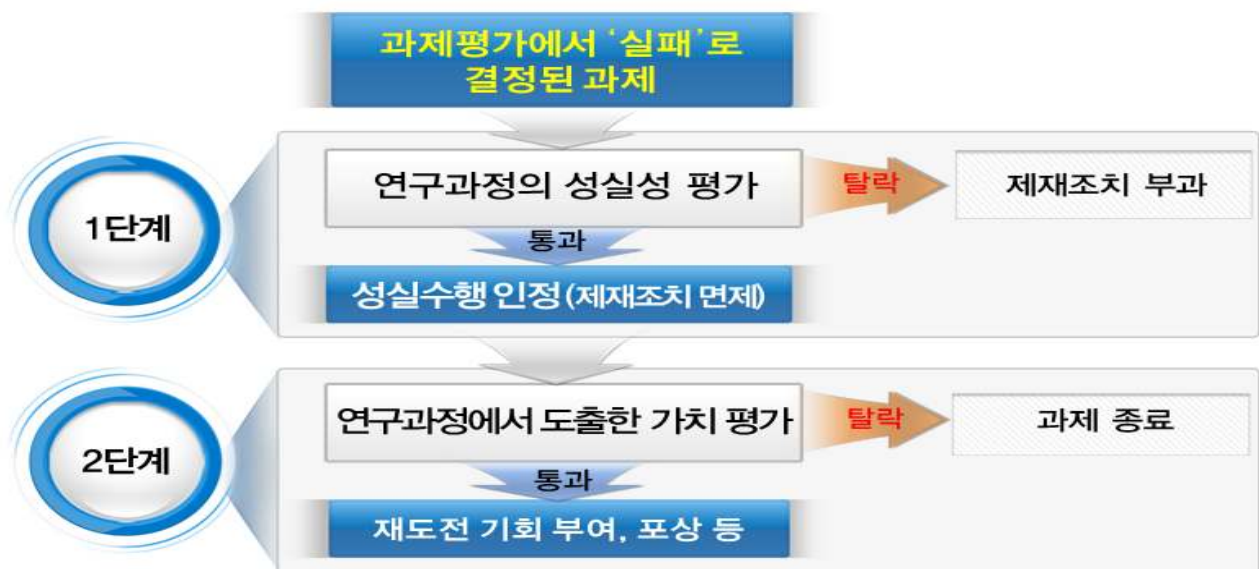 과제평가에서 '실패'로
결정된 과제
1단계
연구과정의 성실성 평가
탈락
제재조치 부과
통과
성실수행 인정(제재조치 면제)
2단계
연구과정에서 도출한 가치 평가
탈락
과제 종료
통과
재도전 기회 부여, 포상 등